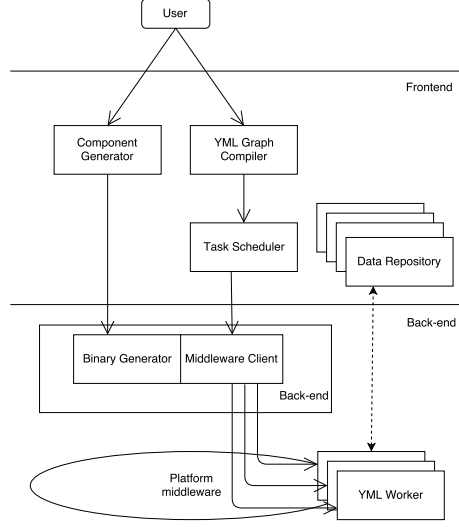 User
Frontend
Component
Generator
YML Graph
Compiler
Task Scheduler
Data Repository
Back-end
Binary Generator
Middleware Client
Back-end
Platform
middleware
YML Worker